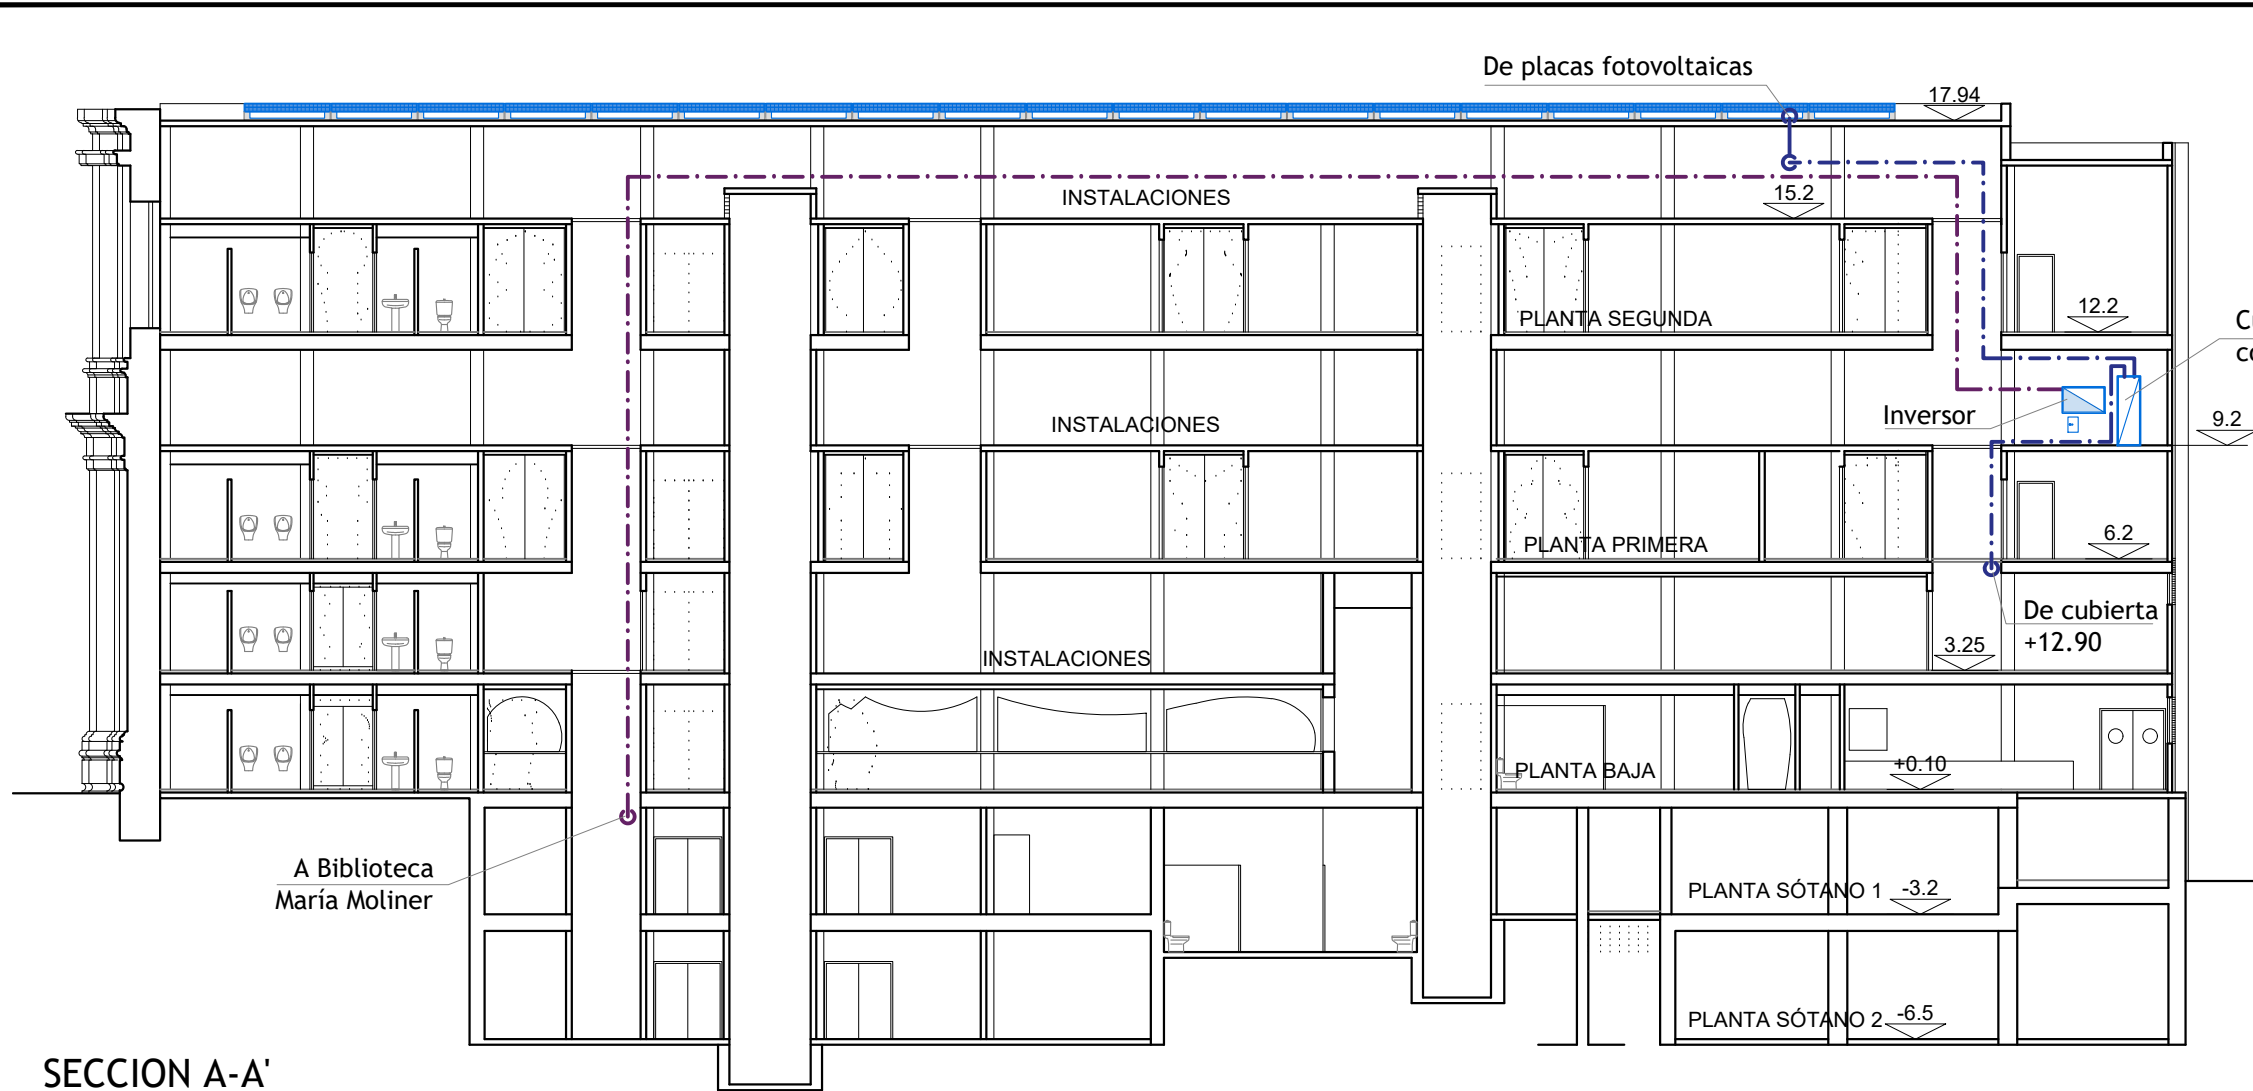 De placas fotovoltaicas
17.94
INSTALACIONES
15.2
PLANTA SEGUNDA
12.2
INSTALACIONES
Inversor
9.2
PLANTA PRIMERA
6.2
De cubierta
+12.90
INSTALACIONES
3.25
PLANTA BAJA
+0.10
A Biblioteca
María Moliner
PLANTA SÓTANO 1
-3.2
PLANTA SÓTANO 2
-6.5
SECCION A-A'